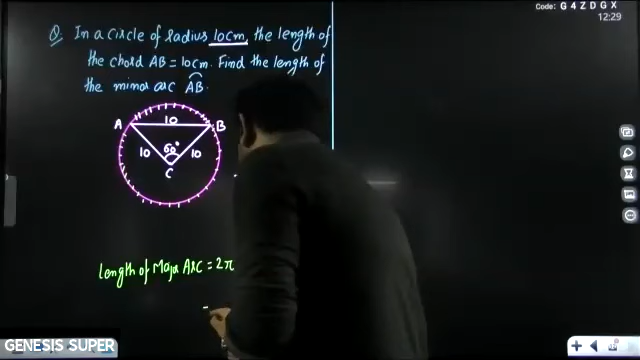 Code: G4ZDGX
12:29
Q. In a circle of radius 10cm, the length of
the chord AB = 10cm. Find the length of
the minor arc AB.
A 10 B
10 60° 10
C
Length of Major Arc = 2π
GENESIS SUPER